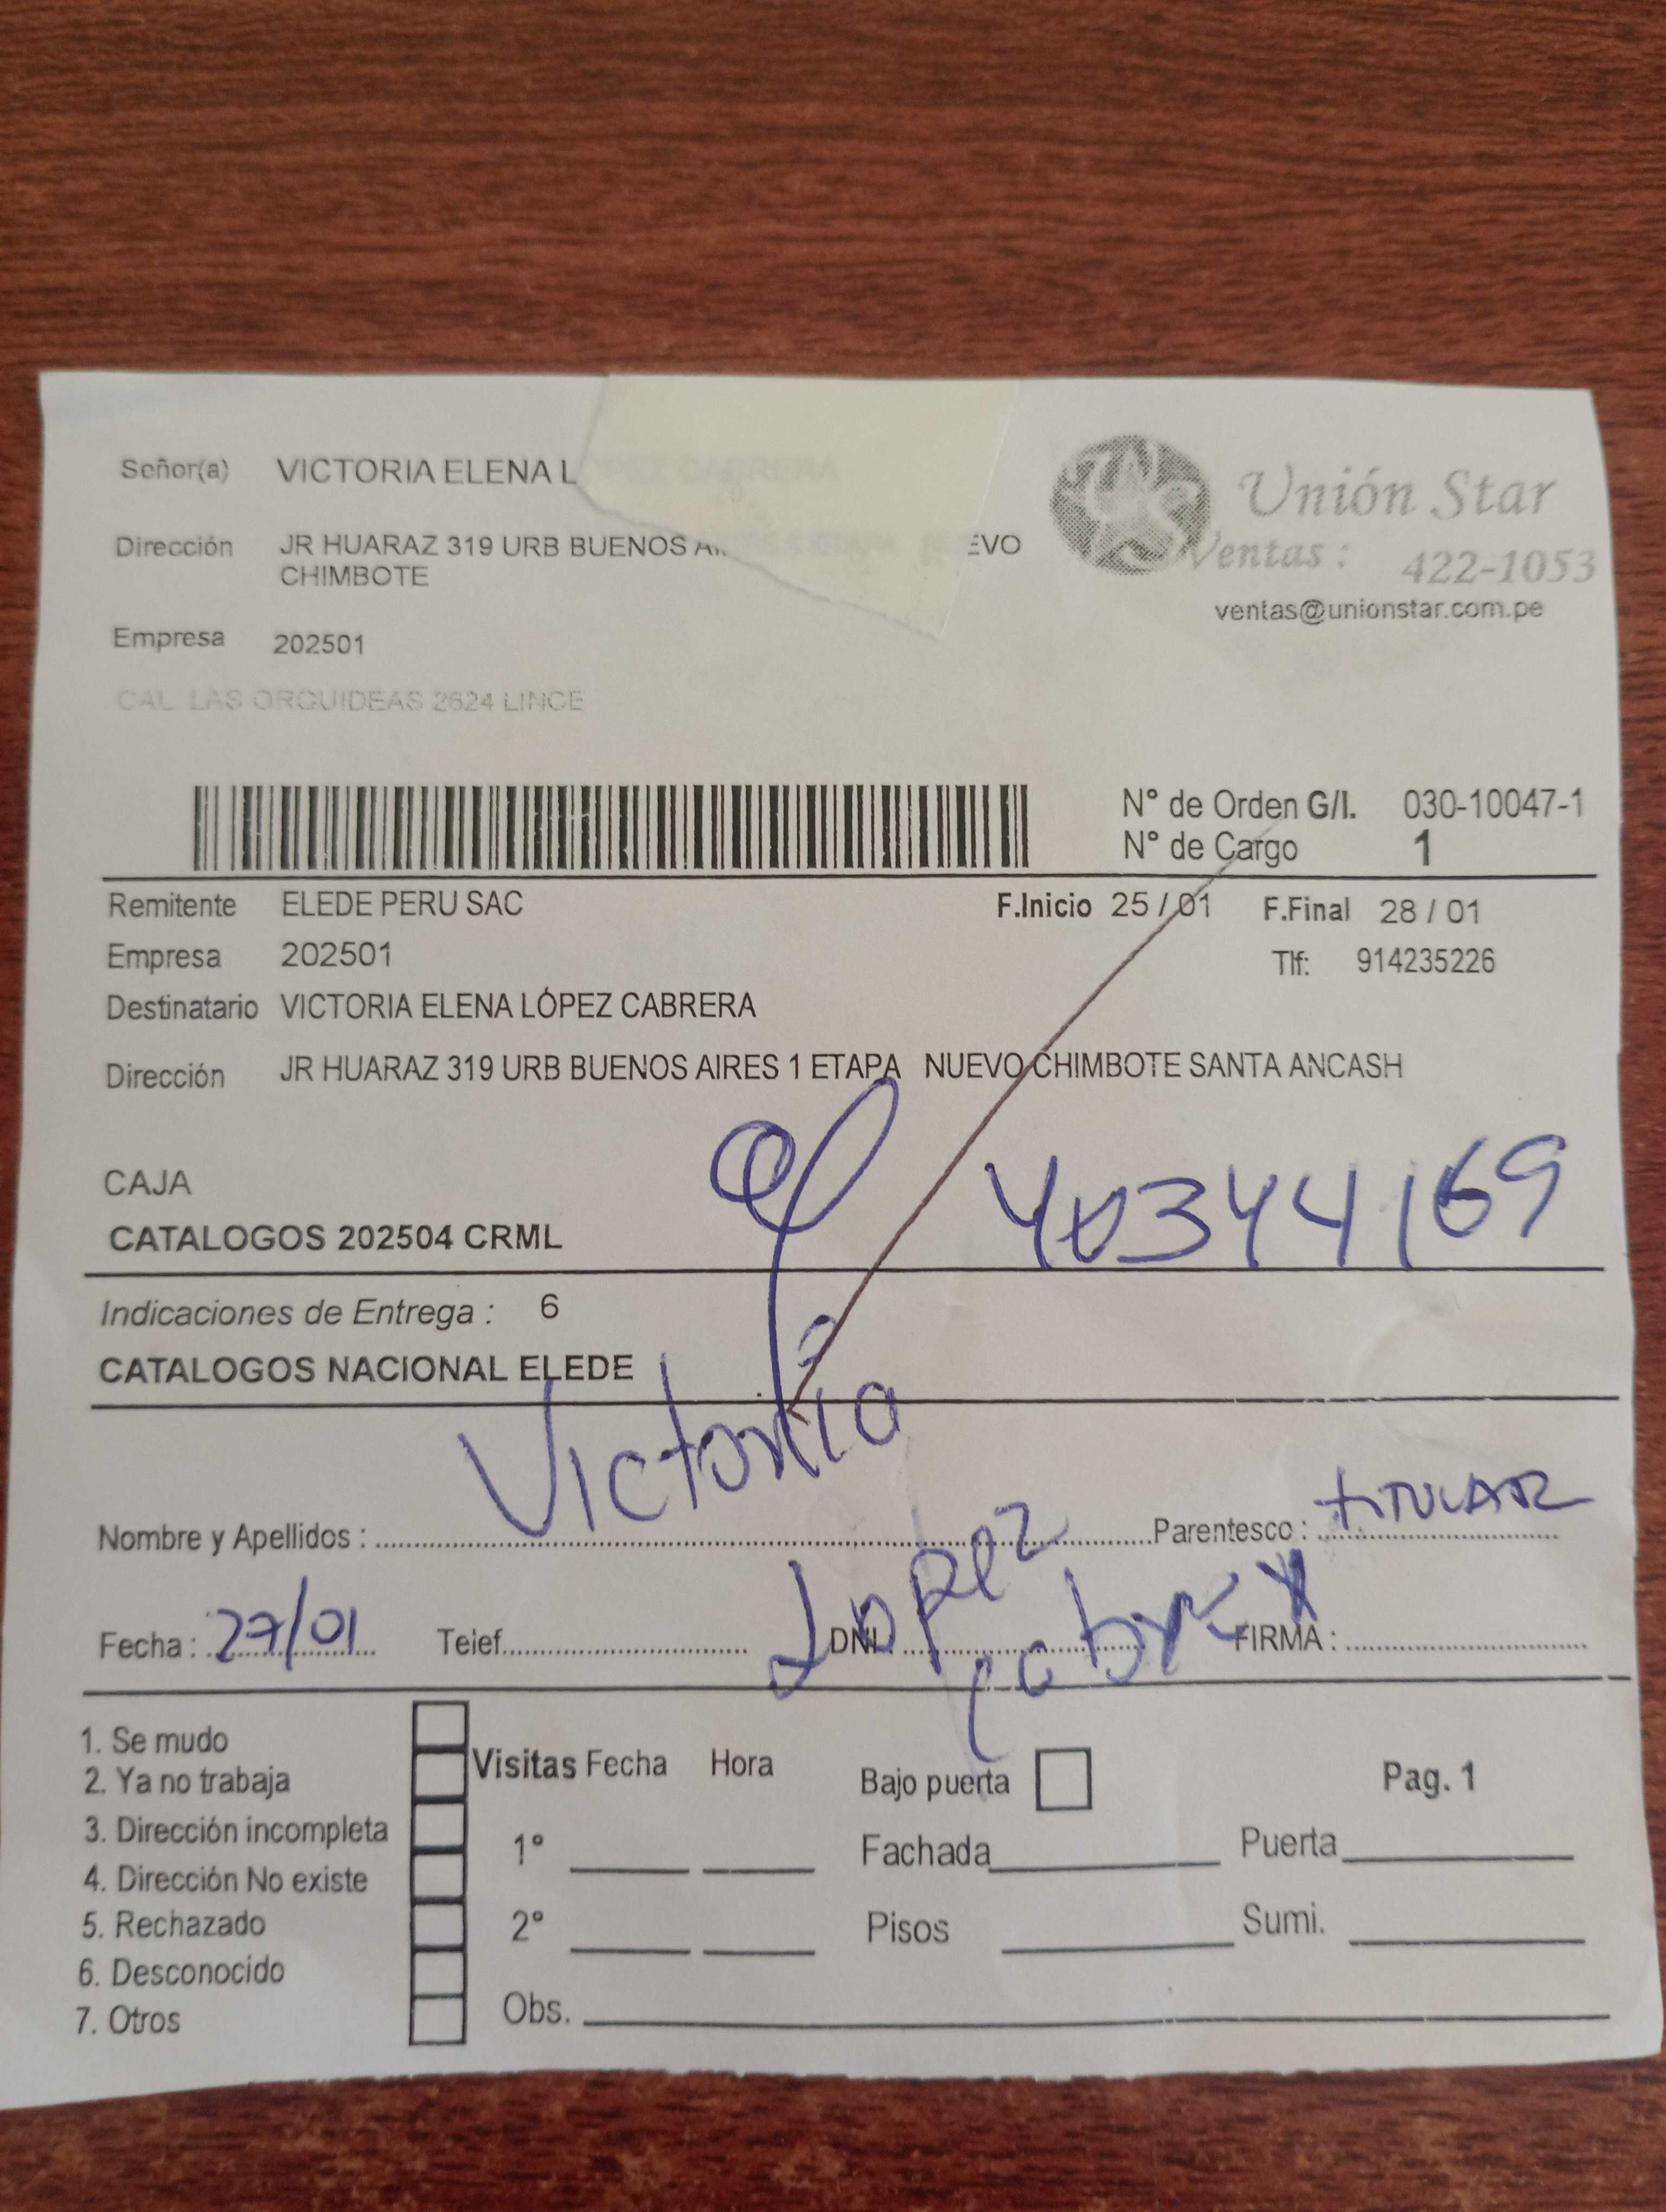 Señor(a) VICTORIA ELENA LOPEZ CABRERA
Unión Star
Dirección JR HUARAZ 319 URB BUENOS AI EVO
CHIMBOTE
Ventas : 422-1053
ventas@unionstar.com.pe
Empresa 202501
CAL LAS ORQUIDEAS 2624 LINCE
N° de Orden G/I. 030-10047-1
N° de Cargo 1
Remitente ELEDE PERU SAC F.Inicio 25 / 01 F.Final 28 / 01
Empresa 202501 Tlf: 914235226
Destinatario VICTORIA ELENA LÓPEZ CABRERA
Dirección JR HUARAZ 319 URB BUENOS AIRES 1 ETAPA NUEVO CHIMBOTE SANTA ANCASH
CAJA
40344169
CATALOGOS 202504 CRML
Indicaciones de Entrega : 6
CATALOGOS NACIONAL ELEDE
Victoria
Nombre y Apellidos : Parentesco : TITULAR
Lopez
Fecha : 27/01 Telef. DNI. FIRMA :
1. Se mudo
2. Ya no trabaja
3. Dirección incompleta
4. Dirección No existe
5. Rechazado
6. Desconocido
7. Otros
Visitas Fecha Hora
1°
2°
Obs.
Bajo puerta
Pag. 1
Fachada Puerta
Pisos Sumi.